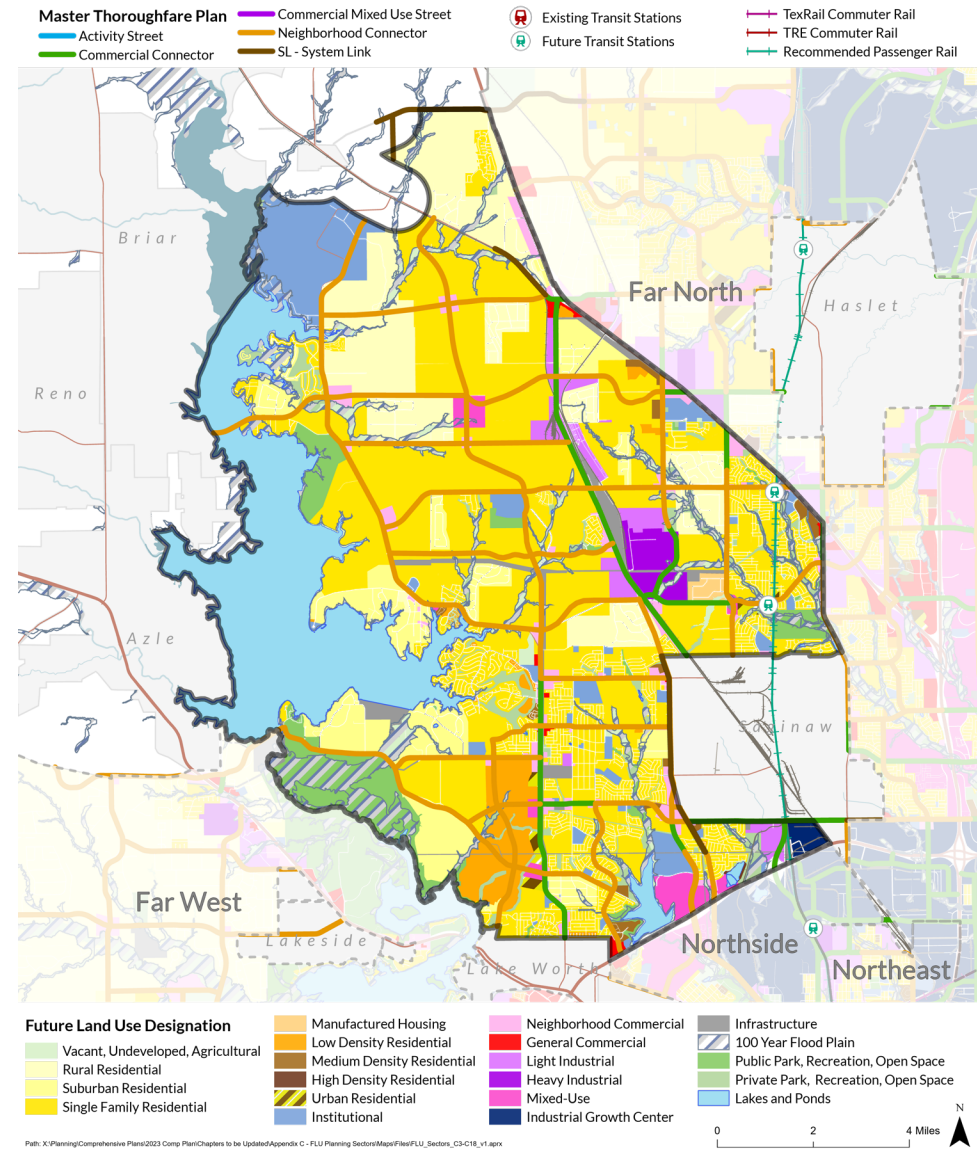 Master Thoroughfare Plan
Activity Street
Commercial Connector
Commercial Mixed Use Street
Neighborhood Connector
SL - System Link
Existing Transit Stations
Future Transit Stations
TexRail Commuter Rail
TRE Commuter Rail
Recommended Passenger Rail
Briar
Far North
Haslet
Reno
Azle
Saginaw
Far West
Lakeside
Northside
Lake Worth
Northeast
Future Land Use Designation
Vacant, Undeveloped, Agricultural
Rural Residential
Suburban Residential
Single Family Residential
Manufactured Housing
Low Density Residential
Medium Density Residential
High Density Residential
Urban Residential
Institutional
Neighborhood Commercial
General Commercial
Light Industrial
Heavy Industrial
Mixed-Use
Industrial Growth Center
Infrastructure
100 Year Flood Plain
Public Park, Recreation, Open Space
Private Park, Recreation, Open Space
Lakes and Ponds
N
0 2 4 Miles
Path: X:\Planning\Comprehensive Plans\2023 Comp Plan\Chapters to be Updated\Appendix C - FLU Planning Sectors\Maps\Files\FLU_Sectors_C3-C18_v1.aprx